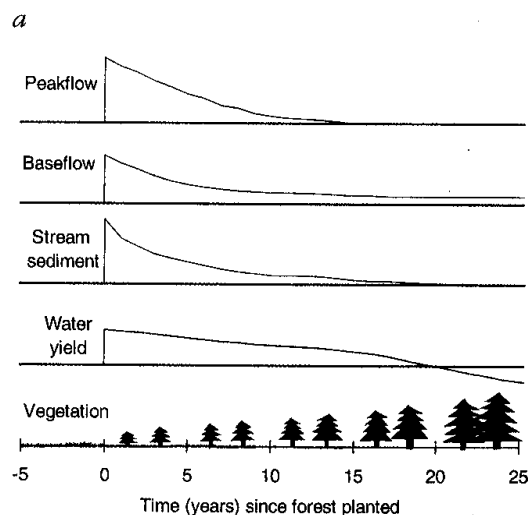 a
Peakflow
Baseflow
Stream
sediment
Water
yield
Vegetation
-5 0 5 10 15 20 25
Time (years) since forest planted